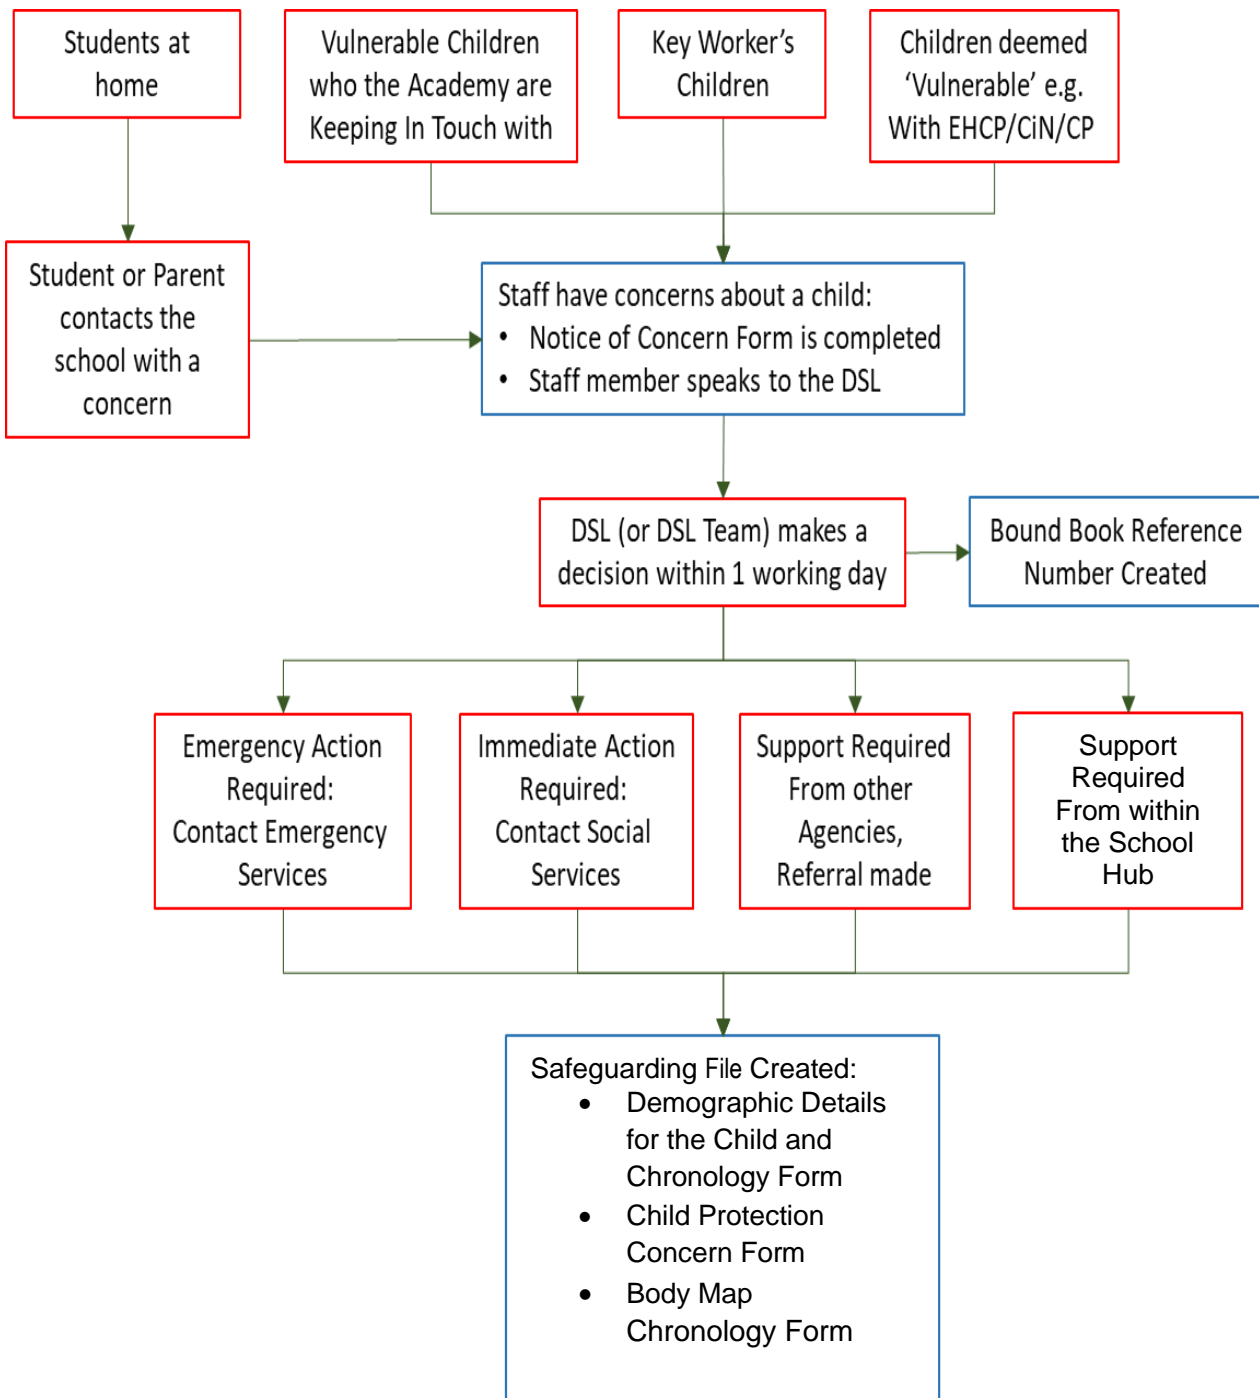 Students at
home
Vulnerable Children
who the Academy are
Keeping In Touch with
Key Worker's
Children
Children deemed
‘Vulnerable’ e.g.
With EHCP/CiN/CP
Student or Parent
contacts the
school with a
concern
Staff have concerns about a child:
• Notice of Concern Form is completed
• Staff member speaks to the DSL
DSL (or DSL Team) makes a
decision within 1 working day
Bound Book Reference
Number Created
Emergency Action
Required:
Contact Emergency
Services
Immediate Action
Required:
Contact Social
Services
Support Required
From other
Agencies,
Referral made
Support
Required
From within
the School
Hub
Safeguarding File Created:
• Demographic Details
for the Child and
Chronology Form
• Child Protection
Concern Form
• Body Map
Chronology Form